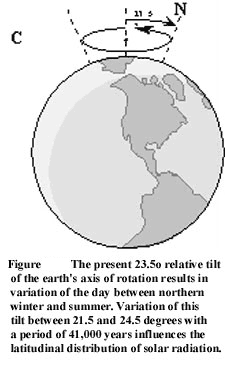 23 5
N
C
Figure The present 23.5o relative tilt
of the earth's axis of rotation results in
variation of the day between northern
winter and summer. Variation of this
tilt between 21.5 and 24.5 degrees with
a period of 41,000 years influences the
latitudinal distribution of solar radiation.